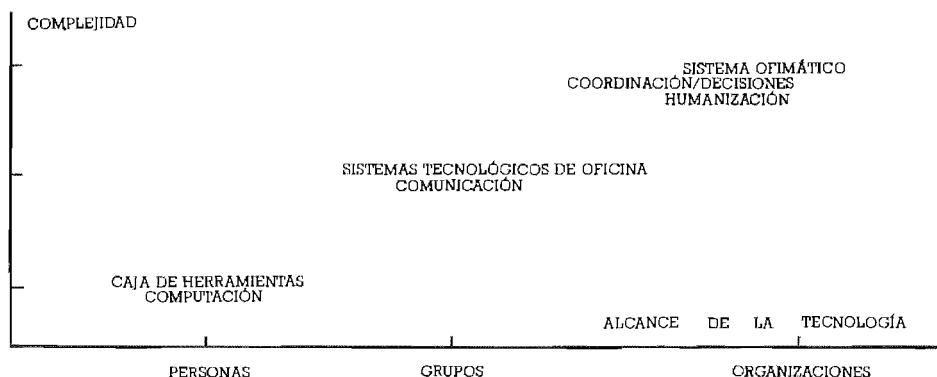 COMPLEJIDAD
SISTEMA OFIMÁTICO
COORDINACIÓN/DECISIONES
HUMANIZACIÓN
SISTEMAS TECNOLÓGICOS DE OFICINA
COMUNICACIÓN
CAJA DE HERRAMIENTAS
COMPUTACIÓN
ALCANCE DE LA TECNOLOGÍA
PERSONAS GRUPOS ORGANIZACIONES